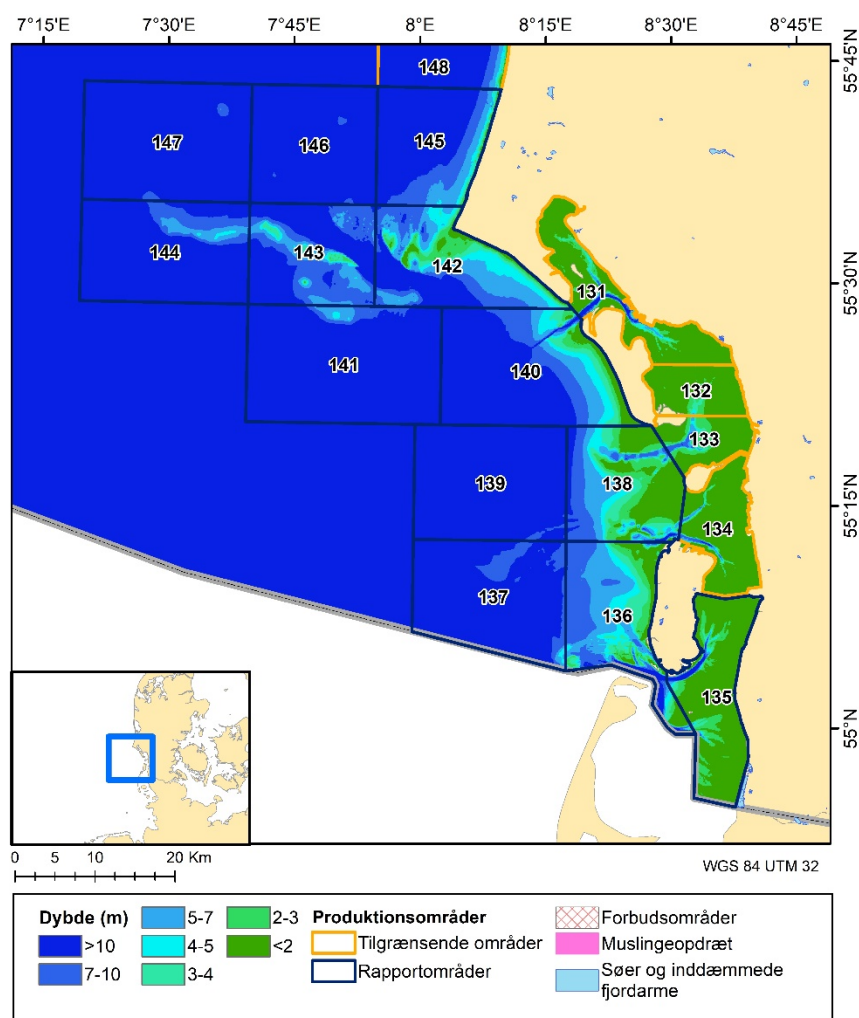 7°15'E 7°30'E 7°45'E 8°E 8°15'E 8°30'E 8°45'E
55°45'N
148
147 146 145
144 143 142
55°30'N
131
141 140 132
133
139 138
55°15'N
134
137 136
135
55°N
0 5 10 20 Km
WGS 84 UTM 32
Dybde (m)
>10
7-10
5-7
4-5
3-4
2-3
<2
Produktionsområder
Tilgrænsende områder
Rapportområder
Forbudsområder
Muslingeopdræt
Søer og inddæmmede
fjordarme